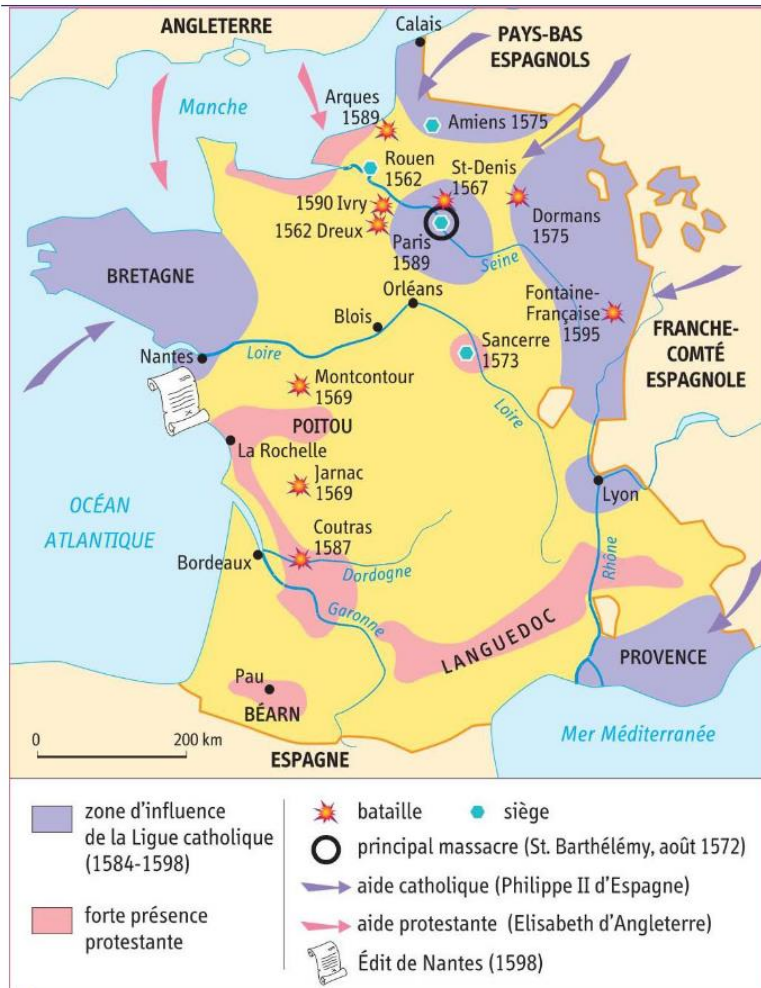 ANGLETERRE
Calais
PAYS-BAS
ESPAGNOLS
Manche
Arques
1589
Amiens 1575
Rouen
1562
St-Denis
1567
1590 Ivry
1562 Dreux
Dormans
1575
Paris
1589
Seine
BRETAGNE
Orléans
Blois
Fontaine-
Française
1595
Nantes
Loire
Sancerre
1573
FRANCHE-
COMTÉ
ESPAGNOLE
Montcontour
1569
POITOU
Loire
La Rochelle
Jarnac
1569
Lyon
OCÉAN
ATLANTIQUE
Coutras
1587
Bordeaux
Dordogne
Rhône
Garonne
LANGUEDOC
PROVENCE
Pau
BÉARN
0
200 km
ESPAGNE
Mer Méditerranée
zone d'influence
de la Ligue catholique
(1584-1598)
forte présence
protestante
bataille
siège
principal massacre (St. Barthélémy, août 1572)
aide catholique (Philippe II d'Espagne)
aide protestante (Elisabeth d'Angleterre)
Édit de Nantes (1598)